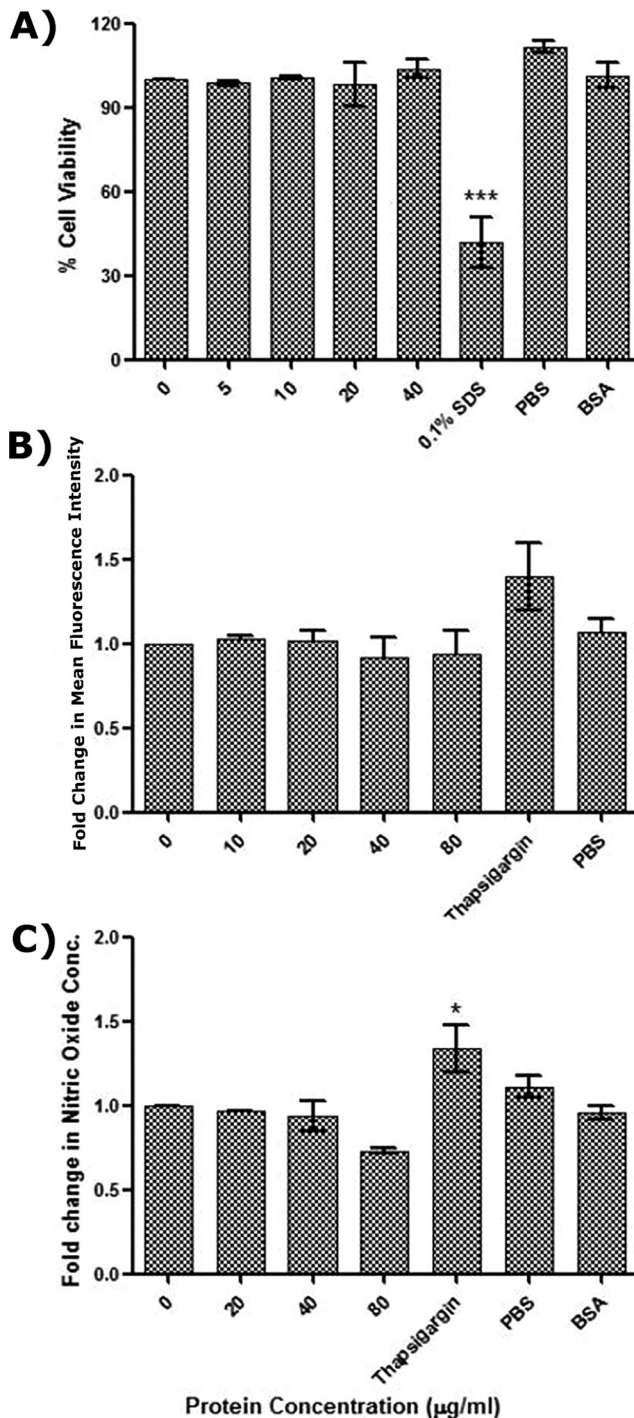 A)
% Cell Viability
120
90
60
30
0
***
0 5 10 20 40 0.1% SDS PBS BSA
B)
Fold Change in Mean Fluorescence Intensity
2.0
1.5
1.0
0.5
0.0
0 10 20 40 80 Thapsigargin PBS
C)
Fold change in Nitric Oxide Conc.
2.0
1.5
1.0
0.5
0.0
*
0 20 40 80 Thapsigargin PBS BSA
Protein Concentration (µg/ml)